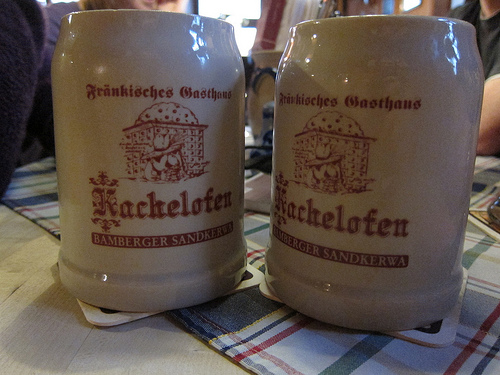 Fränkisches Gasthaus
Kachelofen
BAMBERGER SANDKERWA
Fränkisches Gasthaus
Kachelofen
BAMBERGER SANDKERWA